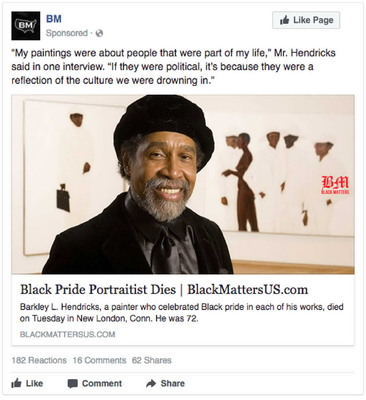 BM
BM
Like Page
Sponsored ·
“My paintings were about people that were part of my life,” Mr. Hendricks
said in one interview. “If they were political, it’s because they were a
reflection of the culture we were drowning in.”
BM
BLACK MATTERS
Black Pride Portraitist Dies | BlackMattersUS.com
Barkley L. Hendricks, a painter who celebrated Black pride in each of his works, died
on Tuesday in New London, Conn. He was 72.
BLACKMATTERSUS.COM
182 Reactions 16 Comments 62 Shares
Like Comment Share